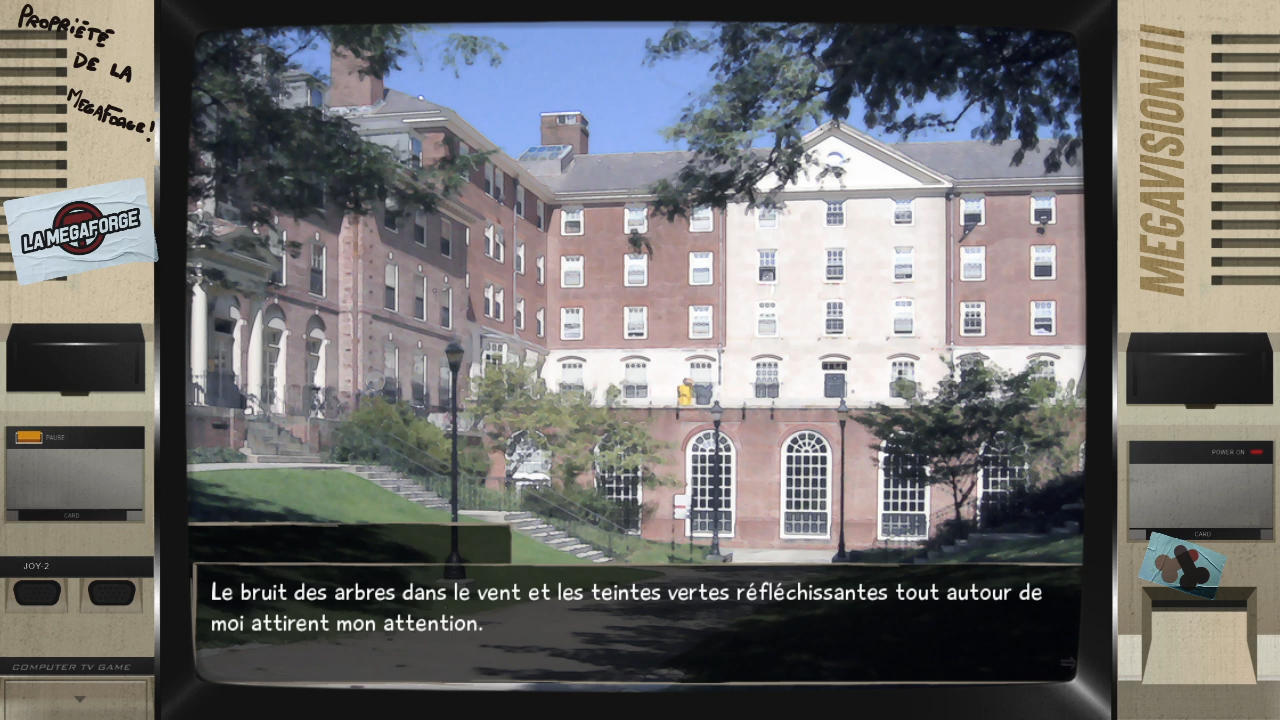 PROPRIÉTÉ
DE LA
MEGAFORGE!
LA MEGAFORGE
PAUSE
CARD
JOY-2
COMPUTER TV GAME
Le bruit des arbres dans le vent et les teintes vertes réfléchissantes tout autour de
moi attirent mon attention.
MEGAVISION III
POWER ON
CARD